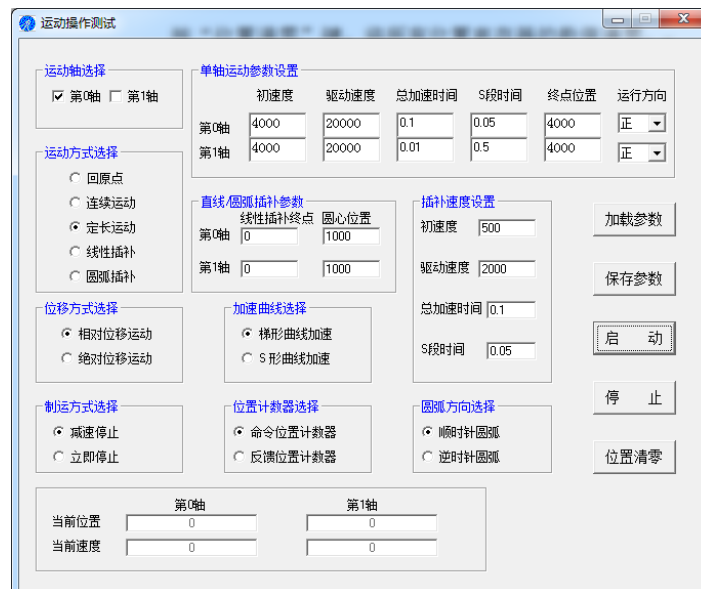 运动操作测试
运动轴选择
第0轴 第1轴
单轴运动参数设置
初速度 驱动速度 总加速时间 S段时间 终点位置 运行方向
第0轴 4000 20000 0.1 0.05 4000 正
第1轴 4000 20000 0.01 0.5 4000 正
运动方式选择
回原点
连续运动
定长运动
线性插补
圆弧插补
直线/圆弧插补参数
线性插补终点 圆心位置
第0轴 0 1000
第1轴 0 1000
插补速度设置
初速度 500
驱动速度 2000
总加速时间 0.1
S段时间 0.05
加载参数
保存参数
启 动
停 止
位置清零
位移方式选择
相对位移运动
绝对位移运动
加速曲线选择
梯形曲线加速
S 形曲线加速
制运方式选择
减速停止
立即停止
位置计数器选择
命令位置计数器
反馈位置计数器
圆弧方向选择
顺时针圆弧
逆时针圆弧
第0轴 第1轴
当前位置 0 0
当前速度 0 0